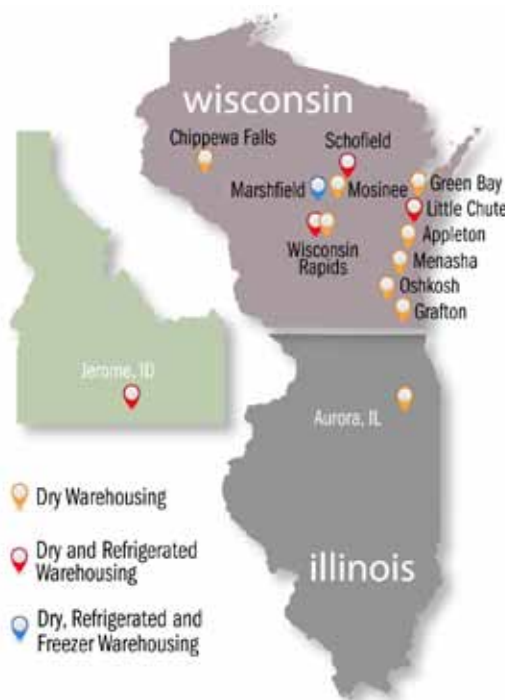 wisconsin
Chippewa Falls
Schofield
Marshfield
Mosinee
Green Bay
Little Chute
Appleton
Wisconsin
Rapids
Menasha
Oshkosh
Grafton
Jerome, ID
Aurora, IL
illinois
Dry Warehousing
Dry and Refrigerated
Warehousing
Dry, Refrigerated and
Freezer Warehousing